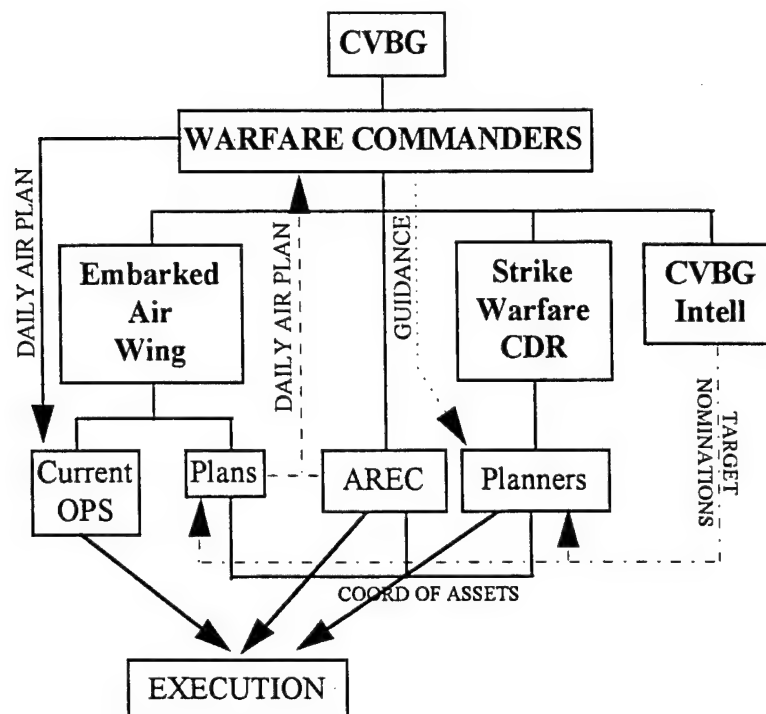 CVBG
WARFARE COMMANDERS
DAILY AIR PLAN
DAILY AIR PLAN
GUIDANCE
Embarked
Air
Wing
Strike
Warfare
CDR
CVBG
Intell
TARGET
NOMINATIONS
Current
OPS
Plans
AREC
Planners
COORD OF ASSETS
EXECUTION